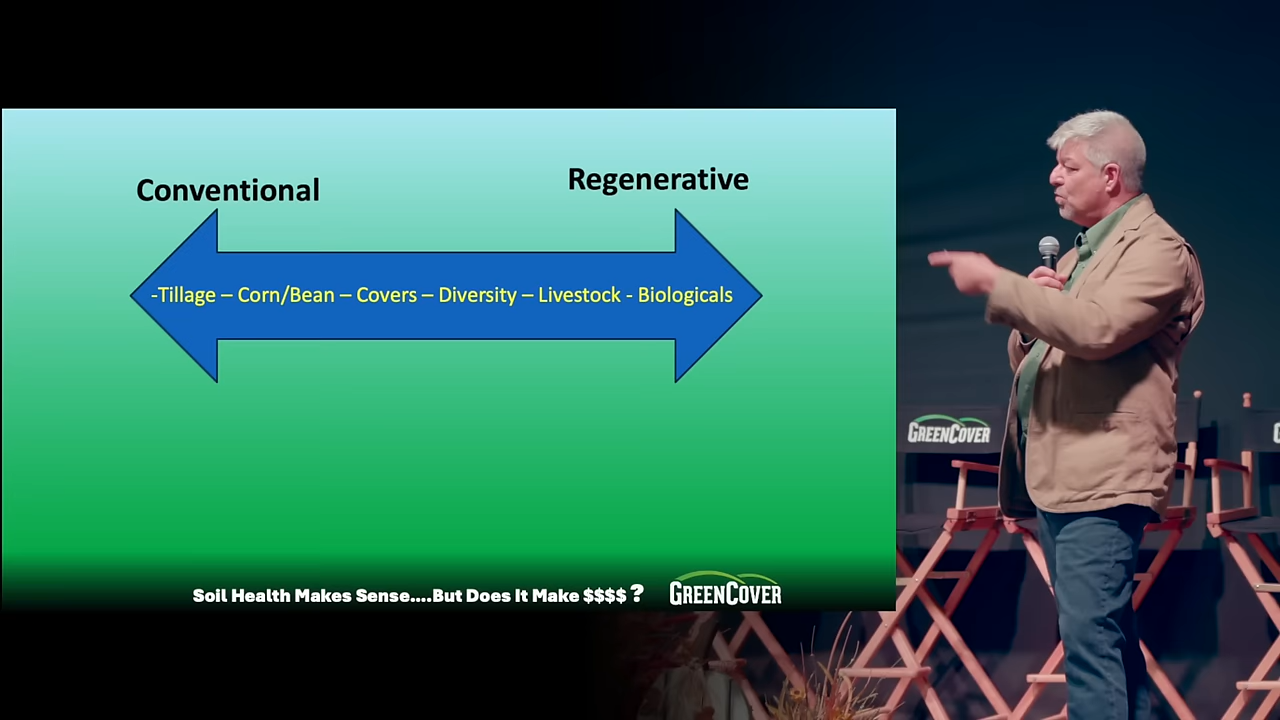 Conventional
Regenerative
-Tillage – Corn/Bean – Covers – Diversity – Livestock - Biologicals
Soil Health Makes Sense....But Does It Make $$$$ ?
GREENCOVER
GREENCOVER